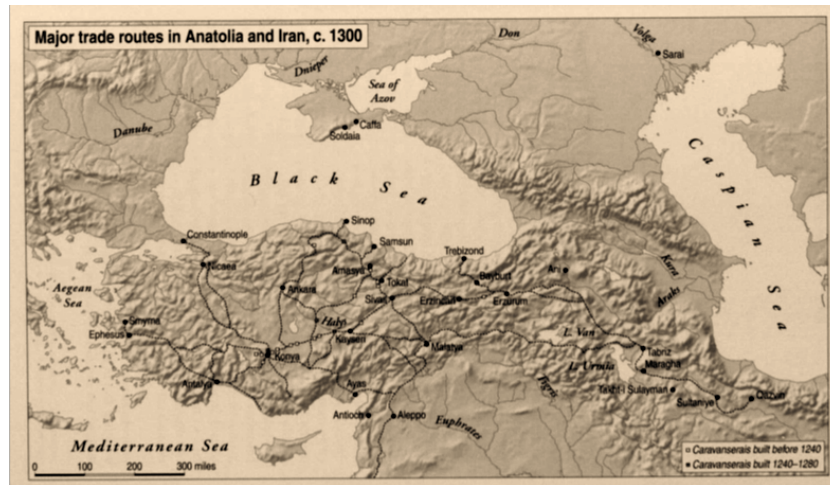 Major trade routes in Anatolia and Iran, c. 1300
Don
Volga
Sarai
Dnieper
Sea of
Azov
Caffa
Soldaia
Danube
Black Sea
Caspian Sea
Sinop
Constantinople
Samsun
Trebizond
Nicaea
Amasya
Bayburt
Ani
Kura
Aegean
Sea
Ankara
Tokat
Sivas
Erzincan
Erzurum
Araks
Smyrna
Ephesus
Halys
Kayseri
L. Van
Malatya
Tabriz
Konya
L. Urmia
Maragha
Antalya
Ayas
Tigris
Takht-i Sulayman
Sultaniye
Qazvin
Antioch
Aleppo
Euphrates
Mediterranean Sea
Caravanserais built before 1240
Caravanserais built 1240–1280
0 100 200 300 miles